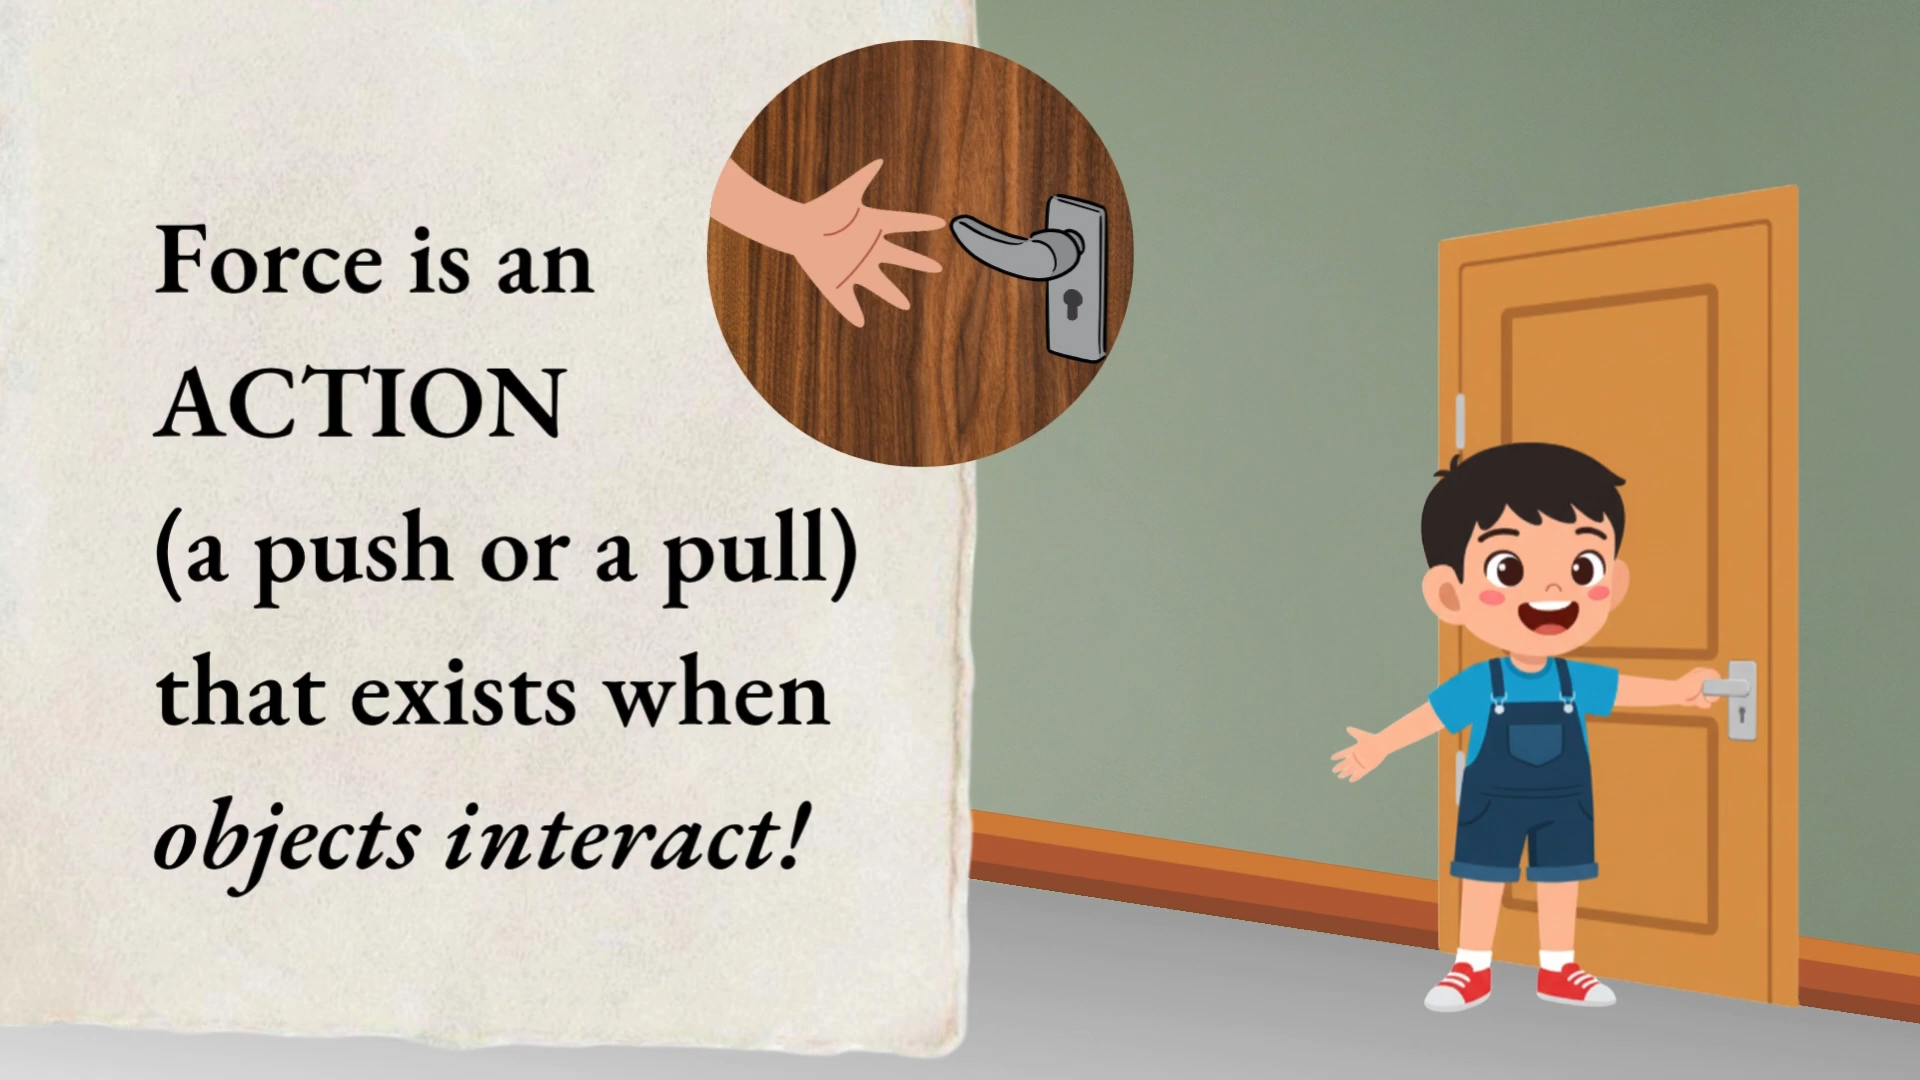 Force is an
ACTION
(a push or a pull)
that exists when
objects interact!